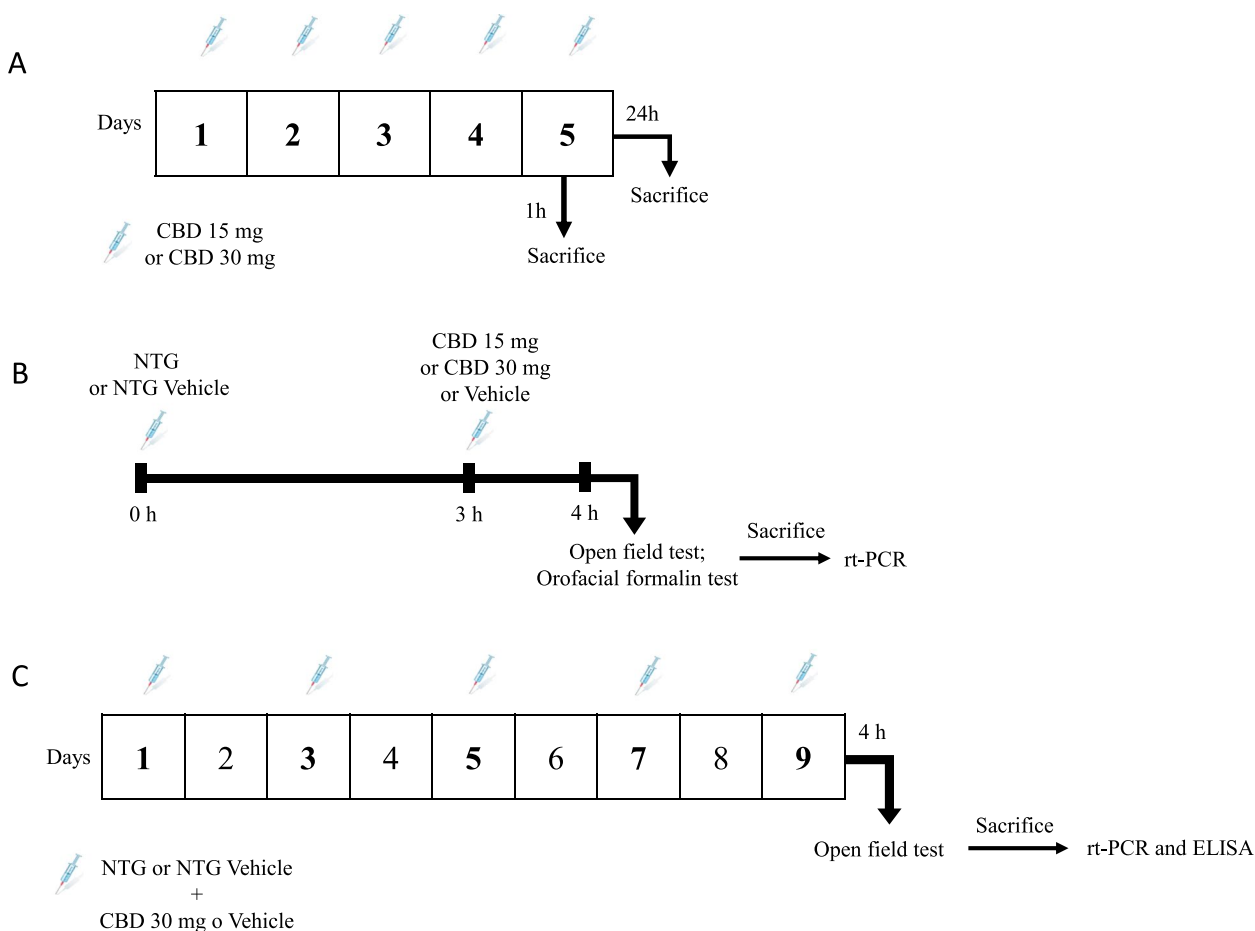 A
Days
1 2 3 4 5
24h
Sacrifice
1h
Sacrifice
CBD 15 mg
or CBD 30 mg
B
NTG
or NTG Vehicle
CBD 15 mg
or CBD 30 mg
or Vehicle
0 h
3 h
4 h
Open field test;
Orofacial formalin test
Sacrifice
rt-PCR
C
Days
1 2 3 4 5 6 7 8 9
4 h
Open field test
Sacrifice
rt-PCR and ELISA
NTG or NTG Vehicle
+
CBD 30 mg o Vehicle